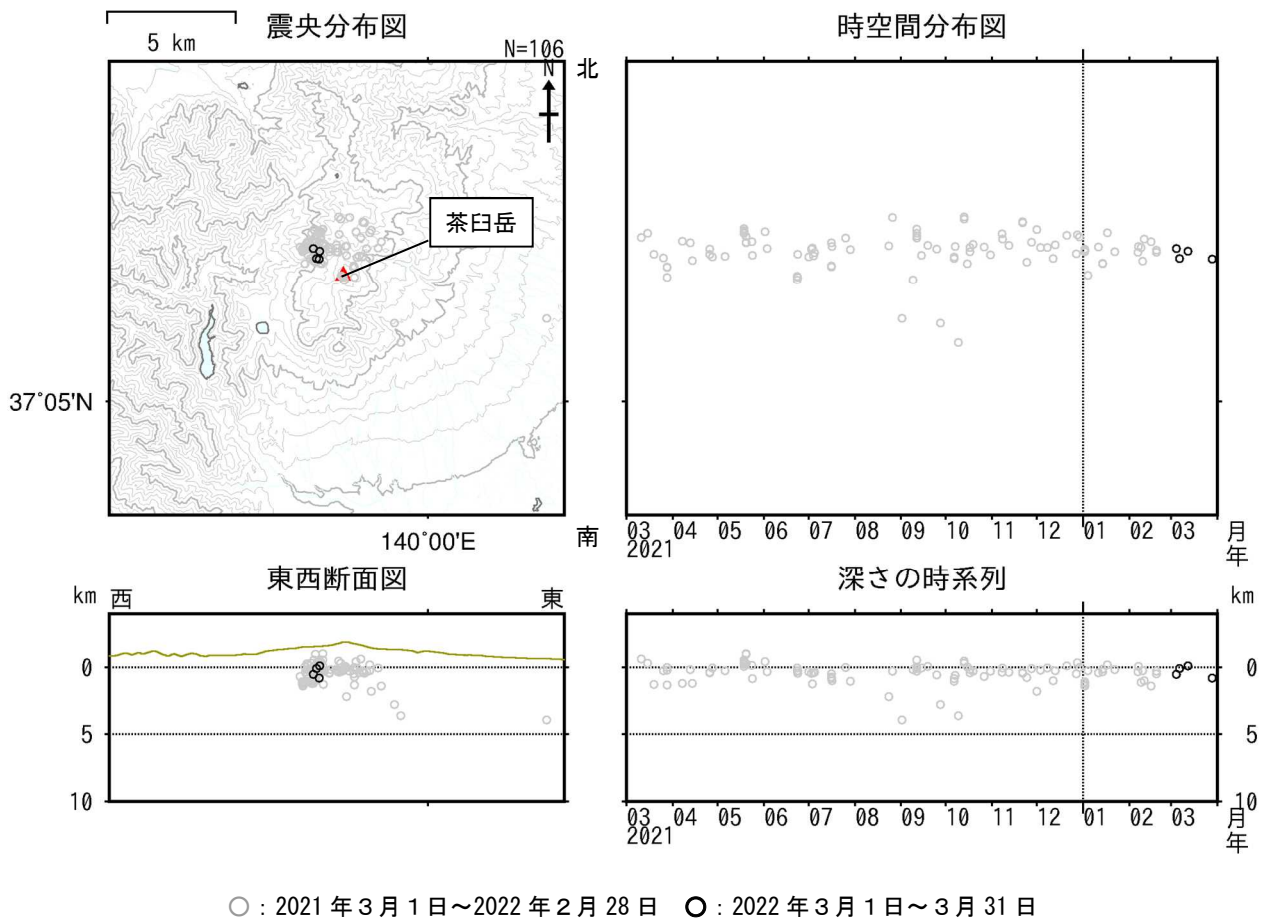 震央分布図
5 km
N=106
N
北
茶臼岳
37°05'N
140°00'E
南
時空間分布図
03 04 05 06 07 08 09 10 11 12 01 02 03 月
2021 年
東西断面図
km 西 東
0
5
10
深さの時系列
km
0
5
10
03 04 05 06 07 08 09 10 11 12 01 02 03 月
2021 年
○:2021 年3月1日～2022 年2月 28 日 ○:2022 年3月1日～3月 31 日